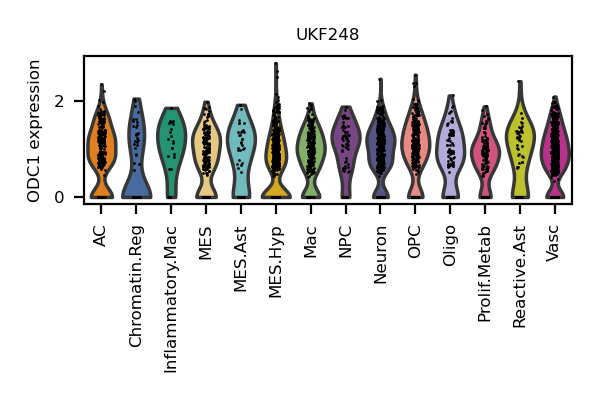 UKF248
ODC1 expression
2
0
AC
Chromatin.Reg
Inflammatory.Mac
MES
MES.Ast
MES.Hyp
Mac
NPC
Neuron
OPC
Oligo
Prolif.Metab
Reactive.Ast
Vasc